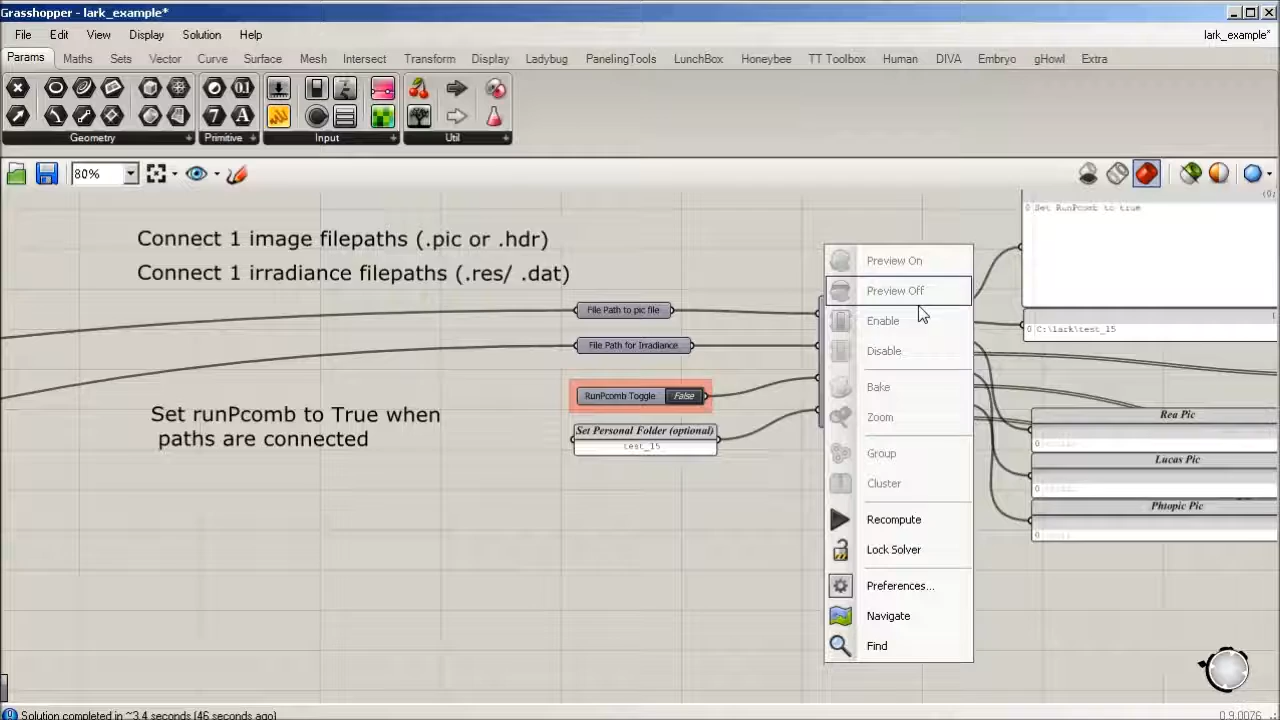 Grasshopper - lark_example*
File Edit View Display Solution Help
lark_example*
Params Maths Sets Vector Curve Surface Mesh Intersect Transform Display Ladybug PanelingTools LunchBox Honeybee TT Toolbox Human DIVA Embryo gHowl Extra
Geometry Primitive Input Util
80%
0 Set RunPcomb to true
Connect 1 image filepaths (.pic or .hdr)
Connect 1 irradiance filepaths (.res/ .dat)
File Path to pic file
File Path for Irradiance
0 C:\lark\test_15
RunPcomb Toggle False
Set Personal Folder (optional)
test_15
Set runPcomb to True when
paths are connected
Preview On
Preview Off
Enable
Disable
Bake
Zoom
Group
Cluster
Recompute
Lock Solver
Preferences...
Navigate
Find
Rea Pic
0
Lucas Pic
0
Phtopic Pic
0
Solution completed in ~3.4 seconds (46 seconds ago)
0.9.0076